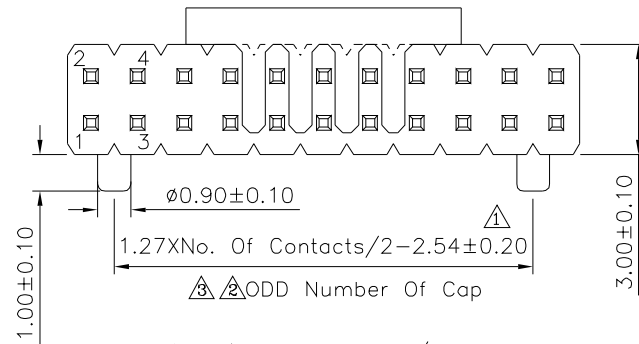 2 4
1 3
ø0.90±0.10
1
1.27XNo. Of Contacts/2-2.54±0.20
3 2 ODD Number Of Cap
1.00±0.10
3.00±0.10